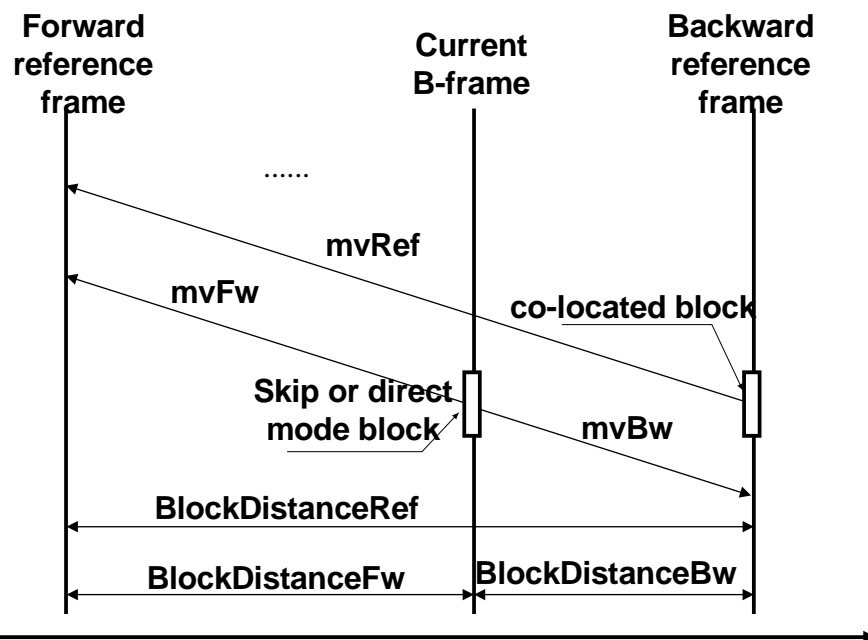 Forward
reference
frame
Current
B-frame
Backward
reference
frame
......
mvRef
mvFw
co-located block
Skip or direct
mode block
mvBw
BlockDistanceRef
BlockDistanceFw
BlockDistanceBw